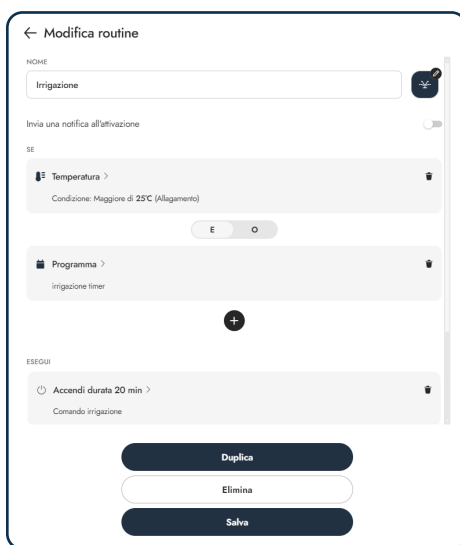 ← Modifica routine
NOME
Irrigazione
Invia una notifica all'attivazione
SE
Temperatura >
Condizione: Maggiore di 25°C (Allagamento)
E O
Programma >
irrigazione timer
+
ESEGUI
Accendi durata 20 min >
Comando irrigazione
Duplica
Elimina
Salva